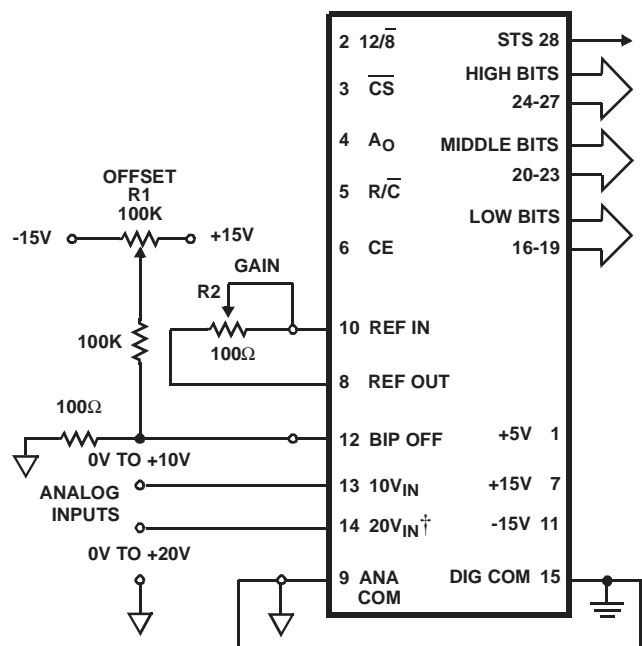 2 12/8̅
STS 28
3 C̅S̅
HIGH BITS
24-27
4 AO
MIDDLE BITS
20-23
5 R/C̅
LOW BITS
16-19
6 CE
OFFSET
R1
100K
-15V
+15V
GAIN
R2
100Ω
10 REF IN
100K
8 REF OUT
100Ω
12 BIP OFF
+5V 1
0V TO +10V
13 10VIN
+15V 7
ANALOG
INPUTS
14 20VIN†
-15V 11
0V TO +20V
9 ANA
COM
DIG COM 15